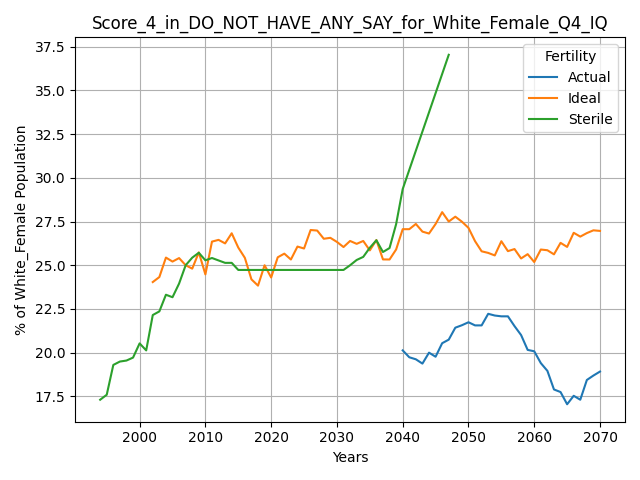 Score_4_in_DO_NOT_HAVE_ANY_SAY_for_White_Female_Q4_IQ
Fertility
Actual
Ideal
Sterile
% of White_Female Population
37.5
35.0
32.5
30.0
27.5
25.0
22.5
20.0
17.5
2000 2010 2020 2030 2040 2050 2060 2070
Years